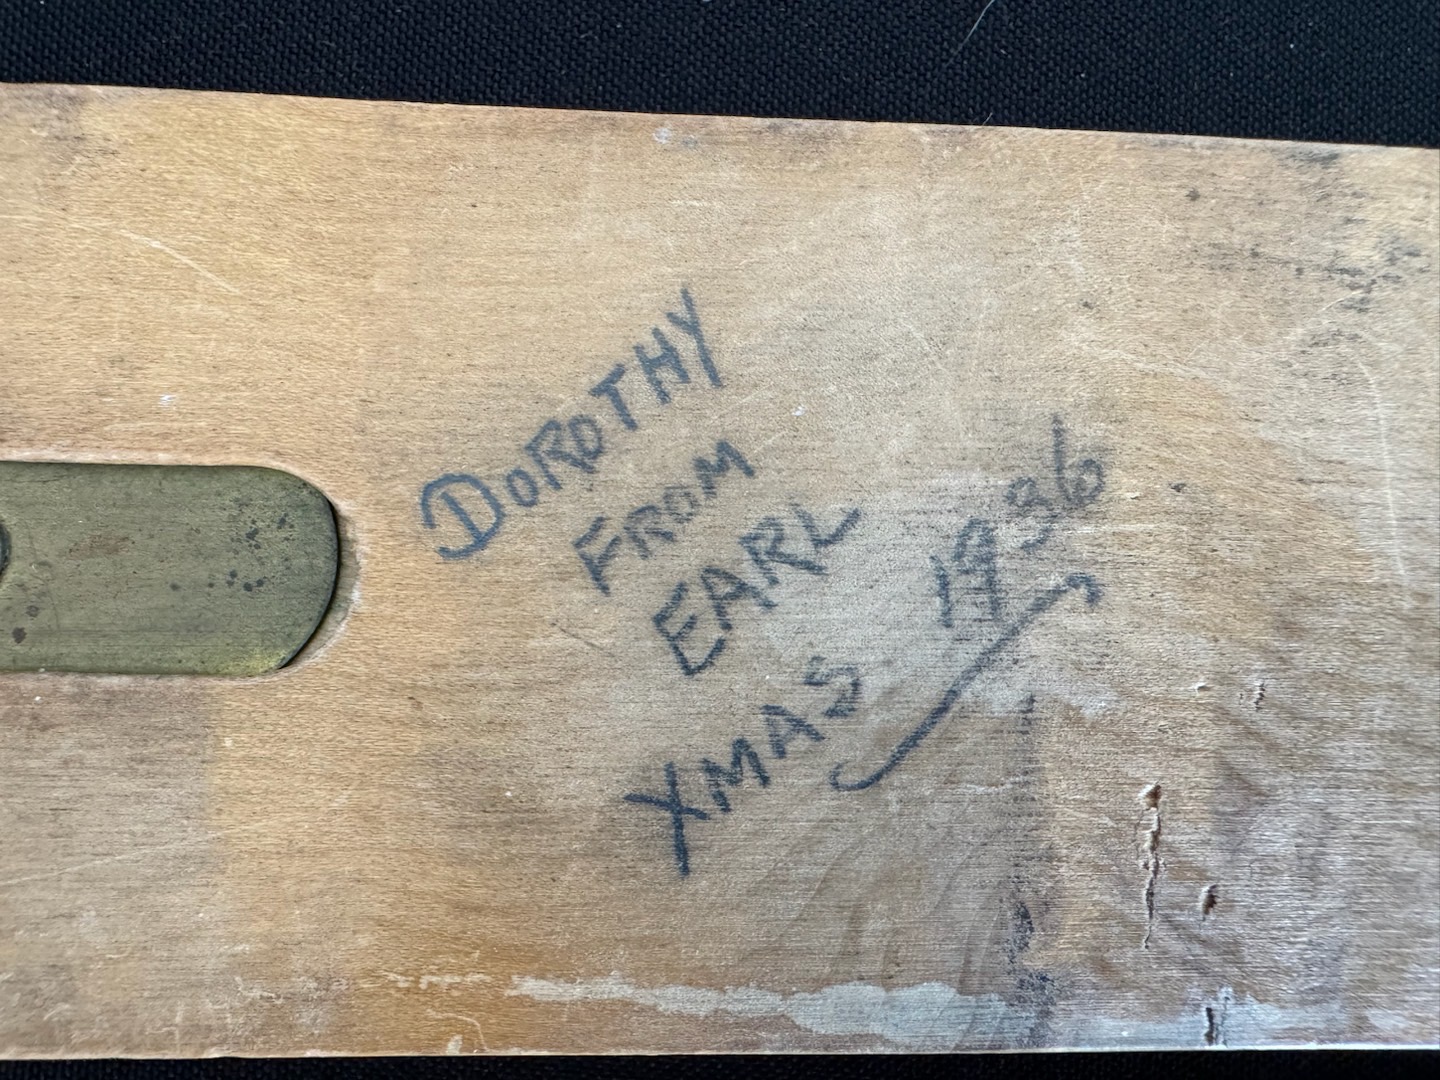 DOROTHY
FROM
EARL
XMAS 1936